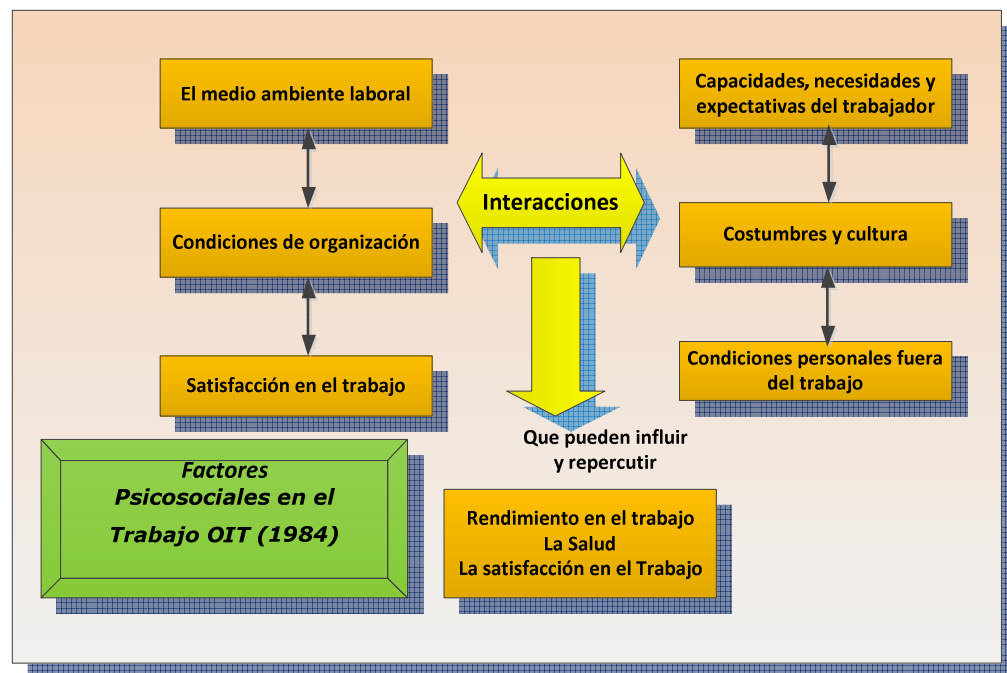 El medio ambiente laboral
Condiciones de organización
Satisfacción en el trabajo
Interacciones
Capacidades, necesidades y
expectativas del trabajador
Costumbres y cultura
Condiciones personales fuera
del trabajo
Que pueden influir
y repercutir
Factores
Psicosociales en el
Trabajo OIT (1984)
Rendimiento en el trabajo
La Salud
La satisfacción en el Trabajo